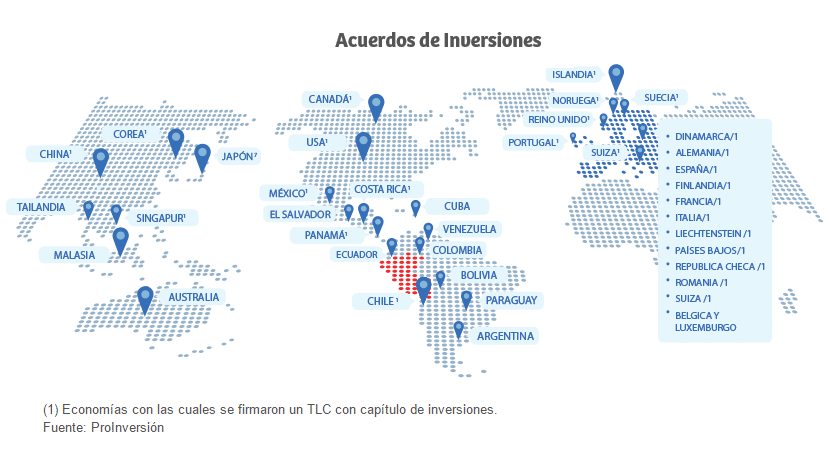 Acuerdos de Inversiones
ISLANDIA¹
CANADÁ¹
NORUEGA¹
SUECIA¹
REINO UNIDO¹
COREA¹
USA¹
PORTUGAL¹
SUIZA¹
CHINA¹
JAPÓN⁷
MÉXICO¹
COSTA RICA¹
TAILANDIA
SINGAPUR¹
EL SALVADOR
CUBA
PANAMÁ¹
VENEZUELA
MALASIA
ECUADOR
COLOMBIA
BOLIVIA
AUSTRALIA
CHILE ¹
PARAGUAY
ARGENTINA
• DINAMARCA/1
• ALEMANIA/1
• ESPAÑA/1
• FINLANDIA/1
• FRANCIA/1
• ITALIA/1
• LIECHTENSTEIN /1
• PAÍSES BAJOS/1
• REPUBLICA CHECA /1
• ROMANIA /1
• SUIZA /1
• BELGICA Y
LUXEMBURGO
(1) Economías con las cuales se firmaron un TLC con capítulo de inversiones.
Fuente: ProInversión